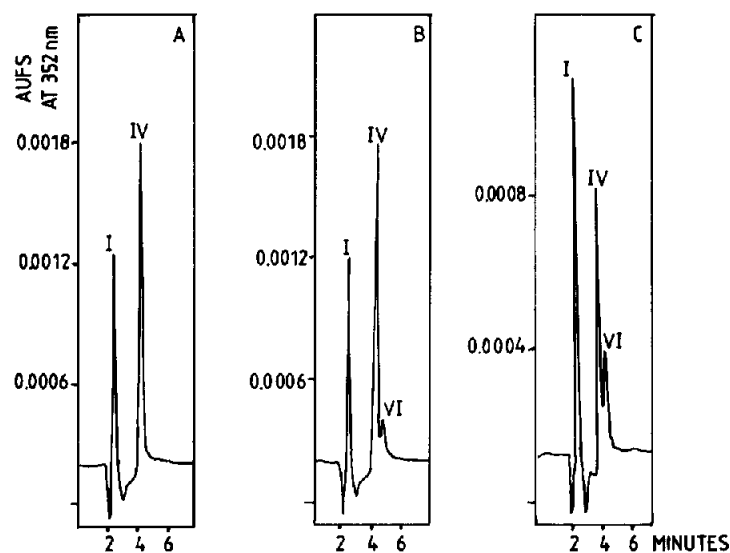 AUFS
AT 352 nm
A
0.0018
0.0012
0.0006
I
IV
2 4 6
B
0.0018
0.0012
0.0006
I
IV
VI
2 4 6
C
0.0008
0.0004
I
IV
VI
2 4 6 MINUTES